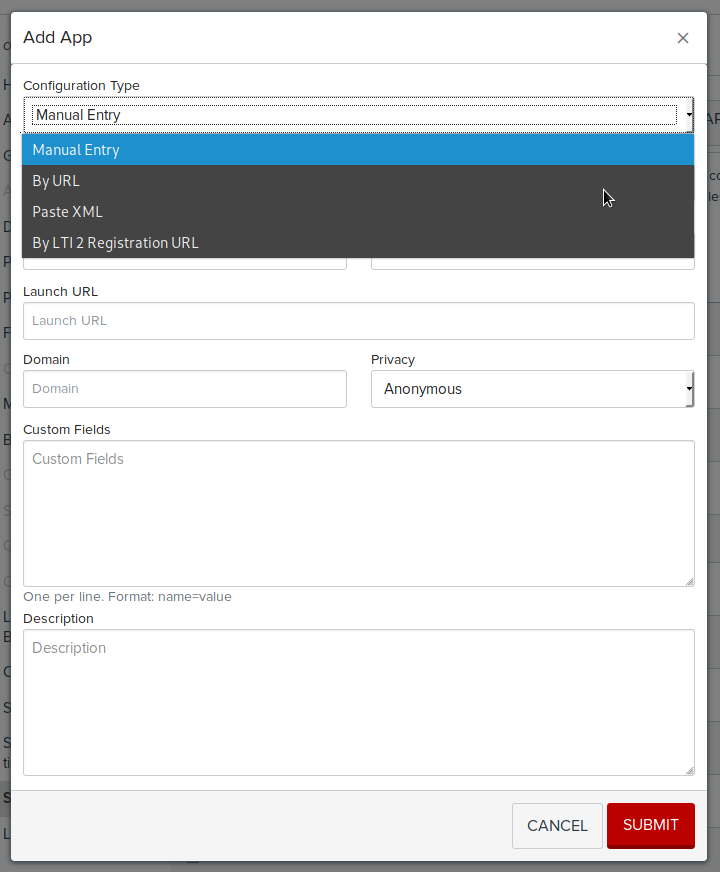 Add App
×
Configuration Type
Manual Entry
Manual Entry
By URL
Paste XML
By LTI 2 Registration URL
Launch URL
Launch URL
Domain
Privacy
Domain
Anonymous
Custom Fields
Custom Fields
One per line. Format: name=value
Description
Description
CANCEL
SUBMIT